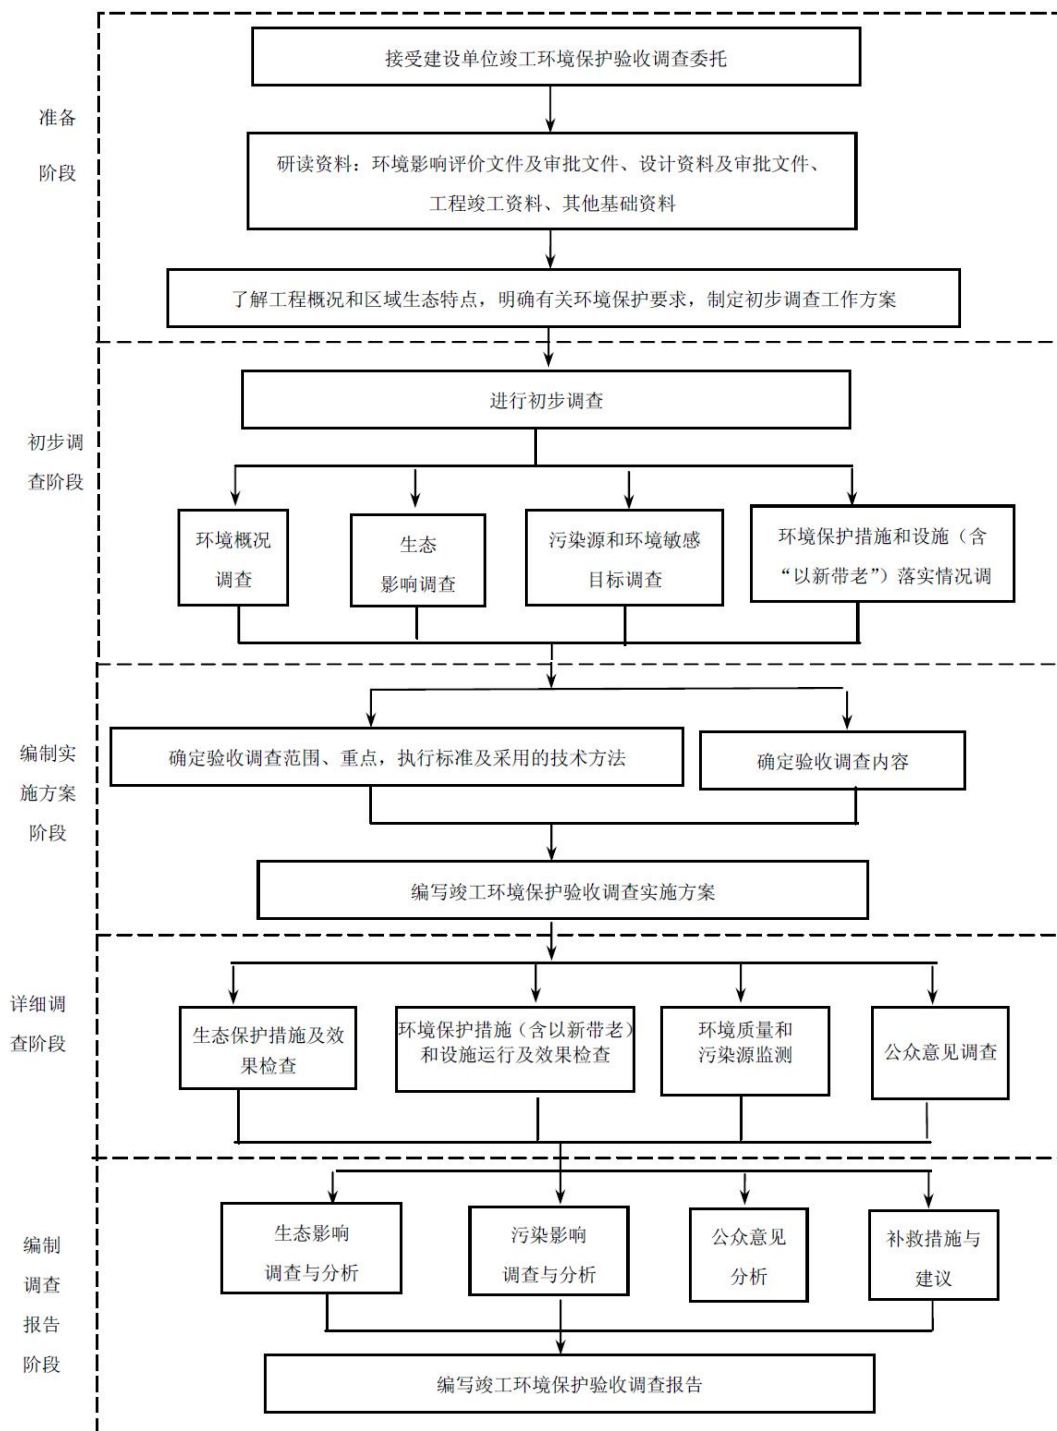 接受建设单位竣工环境保护验收调查委托
准备
阶段
研读资料：环境影响评价文件及审批文件、设计资料及审批文件、
工程竣工资料、其他基础资料
了解工程概况和区域生态特点，明确有关环境保护要求，制定初步调查工作方案
进行初步调查
初步调
查阶段
环境概况
调查
生态
影响调查
污染源和环境敏感
目标调查
环境保护措施和设施（含
“以新带老”）落实情况调
编制实
施方案
阶段
确定验收调查范围、重点，执行标准及采用的技术方法
确定验收调查内容
编写竣工环境保护验收调查实施方案
详细调
查阶段
生态保护措施及效
果检查
环境保护措施（含以新带老）
和设施运行及效果检查
环境质量和
污染源监测
公众意见调查
编制
调查
报告
阶段
生态影响
调查与分析
污染影响
调查与分析
公众意见
分析
补救措施与
建议
编写竣工环境保护验收调查报告